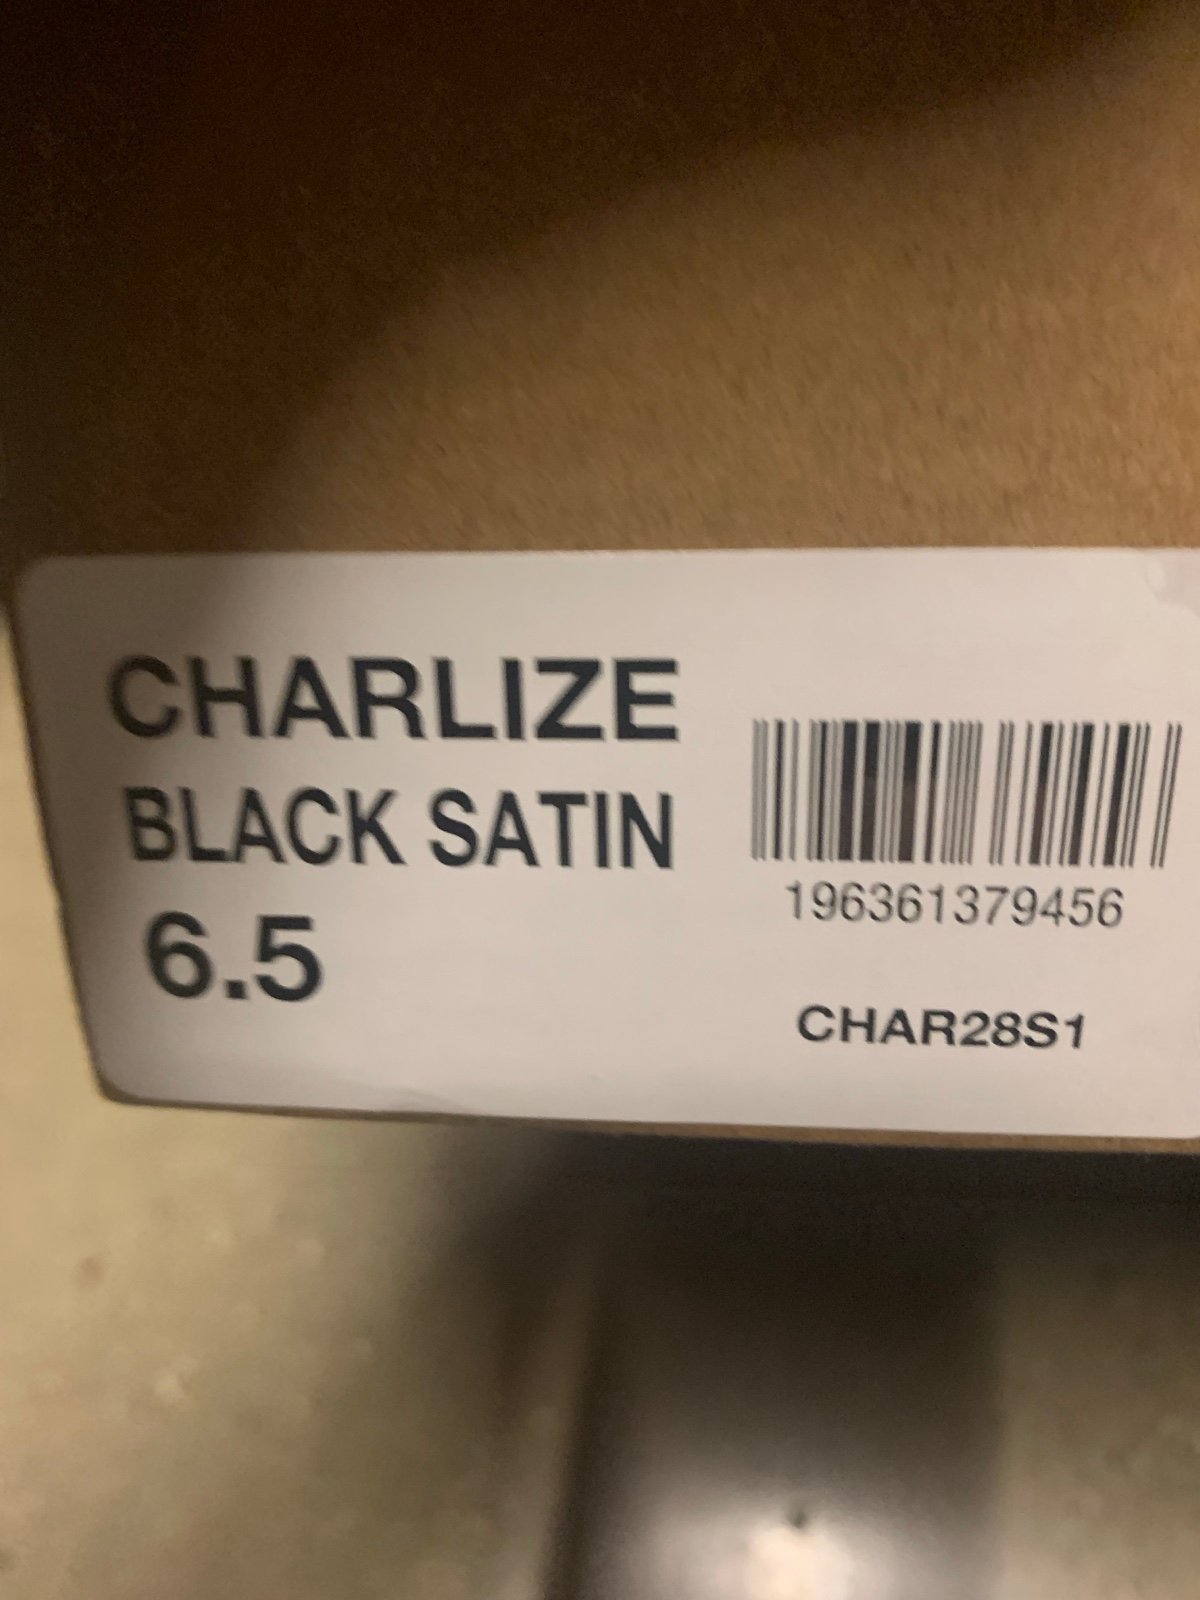 CHARLIZE
BLACK SATIN
6.5
196361379456
CHAR28S1